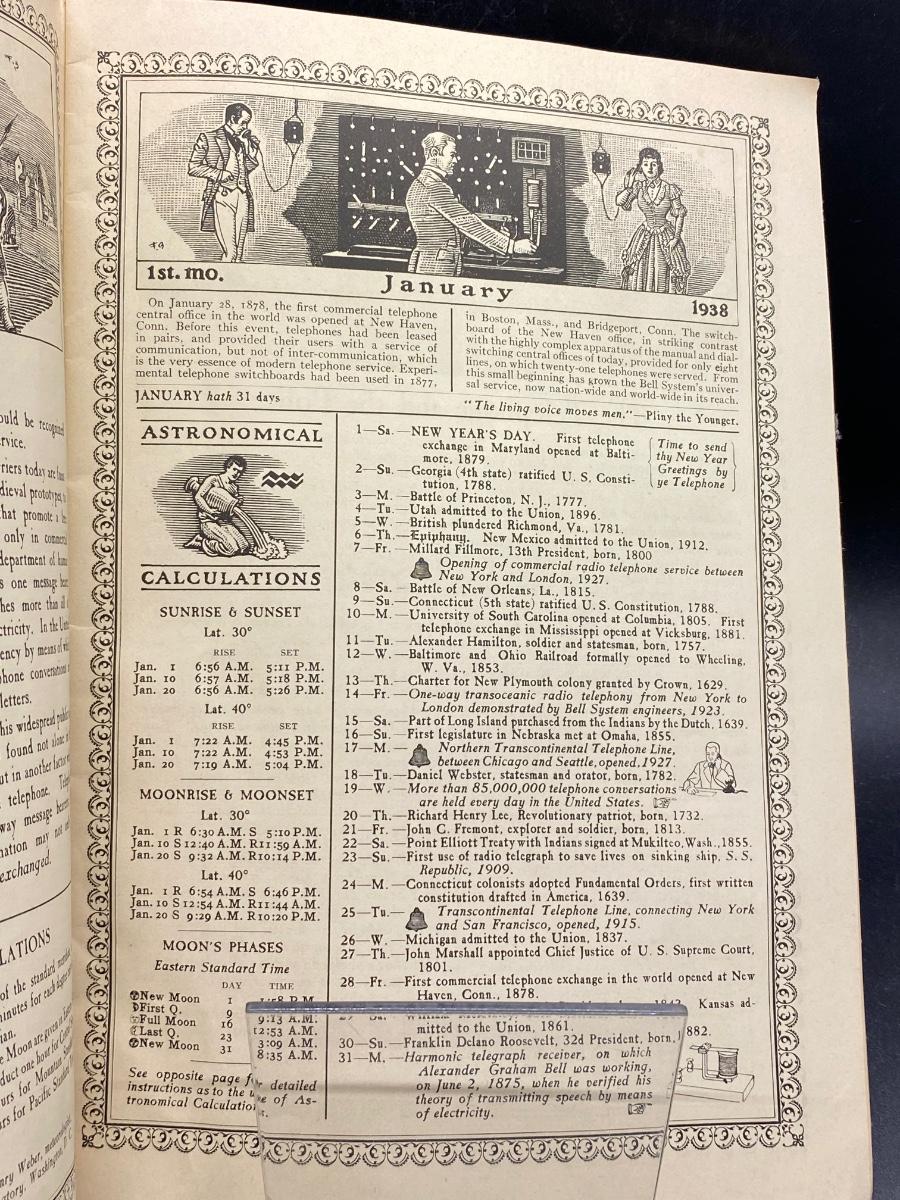 1st. mo.
January
1938
On January 28, 1878, the first commercial telephone
central office in the world was opened at New Haven,
Conn. Before this event, telephones had been leased
in pairs, and provided their users with a service of
communication, but not of inter-communication, which
is the very essence of modern telephone service. Experi-
mental telephone switchboards had been used in 1877,
in Boston, Mass., and Bridgeport, Conn. The switch-
board of the New Haven office, in striking contrast
with the highly complex apparatus of the manual and dial-
switching central offices of today, provided for only eight
lines, on which twenty-one telephones were served. From
this small beginning has grown the Bell System's univer-
sal service, now nation-wide and world-wide in its reach.
JANUARY hath 31 days
"The living voice moves men."—Pliny the Younger.
ASTRONOMICAL
CALCULATIONS
SUNRISE & SUNSET
Lat. 30°
RISE SET
Jan. 1 6:56 A.M. 5:11 P.M.
Jan. 10 6:57 A.M. 5:18 P.M.
Jan. 20 6:56 A.M. 5:26 P.M.
Lat. 40°
RISE SET
Jan. 1 7:22 A.M. 4:45 P.M.
Jan. 10 7:22 A.M. 4:53 P.M.
Jan. 20 7:19 A.M. 5:04 P.M.
MOONRISE & MOONSET
Lat. 30°
Jan. 1 R 6:30 A.M. S 5:10 P.M.
Jan. 10 S 12:40 A.M. R 11:59 A.M.
Jan. 20 S 9:32 A.M. R 10:14 P.M.
Lat. 40°
Jan. 1 R 6:54 A.M. S 6:46 P.M.
Jan. 10 S 12:54 A.M. R 11:44 A.M.
Jan. 20 S 9:29 A.M. R 10:20 P.M.
MOON'S PHASES
Eastern Standard Time
DAY TIME
New Moon 1 1:58 P.M.
First Q. 9 9:13 A.M.
Full Moon 16 12:53 A.M.
Last Q. 23 3:09 A.M.
New Moon 31 8:35 A.M.
See opposite page for detailed
instructions as to the use of As-
tronomical Calculations.
1—Sa.—NEW YEAR'S DAY. First telephone
exchange in Maryland opened at Balti-
more, 1879.
Time to send
thy New Year
Greetings by
ye Telephone
2—Su.—Georgia (4th state) ratified U. S. Consti-
tution, 1788.
3—M.—Battle of Princeton, N. J., 1777.
4—Tu.—Utah admitted to the Union, 1896.
5—W.—British plundered Richmond, Va., 1781.
6—Th.—Epiphany. New Mexico admitted to the Union, 1912.
7—Fr.—Millard Fillmore, 13th President, born, 1800
Opening of commercial radio telephone service between
New York and London, 1927.
8—Sa.—Battle of New Orleans, La., 1815.
9—Su.—Connecticut (5th state) ratified U. S. Constitution, 1788.
10—M.—University of South Carolina opened at Columbia, 1805. First
telephone exchange in Mississippi opened at Vicksburg, 1881.
11—Tu.—Alexander Hamilton, soldier and statesman, born, 1757.
12—W.—Baltimore and Ohio Railroad formally opened to Wheeling,
W. Va., 1853.
13—Th.—Charter for New Plymouth colony granted by Crown, 1629.
14—Fr.—One-way transoceanic radio telephony from New York to
London demonstrated by Bell System engineers, 1923.
15—Sa.—Part of Long Island purchased from the Indians by the Dutch, 1639.
16—Su.—First legislature in Nebraska met at Omaha, 1855.
17—M.—Northern Transcontinental Telephone Line,
between Chicago and Seattle, opened, 1927.
18—Tu.—Daniel Webster, statesman and orator, born, 1782.
19—W.—More than 85,000,000 telephone conversations
are held every day in the United States.
20—Th.—Richard Henry Lee, Revolutionary patriot, born, 1732.
21—Fr.—John C. Fremont, explorer and soldier, born, 1813.
22—Sa.—Point Elliott Treaty with Indians signed at Mukilteo, Wash., 1855.
23—Su.—First use of radio telegraph to save lives on sinking ship, S. S.
Republic, 1909.
24—M.—Connecticut colonists adopted Fundamental Orders, first written
constitution drafted in America, 1639.
25—Tu.—Transcontinental Telephone Line, connecting New York
and San Francisco, opened, 1915.
26—W.—Michigan admitted to the Union, 1837.
27—Th.—John Marshall appointed Chief Justice of U. S. Supreme Court,
1801.
28—Fr.—First commercial telephone exchange in the world opened at New
Haven, Conn., 1878.
29—Sa.—William Kansas ad-
mitted to the Union, 1861.
30—Su.—Franklin Delano Roosevelt, 32d President, born, 1882.
31—M.—Harmonic telegraph receiver, on which
Alexander Graham Bell was working,
on June 2, 1875, when he verified his
theory of transmitting speech by means
of electricity.